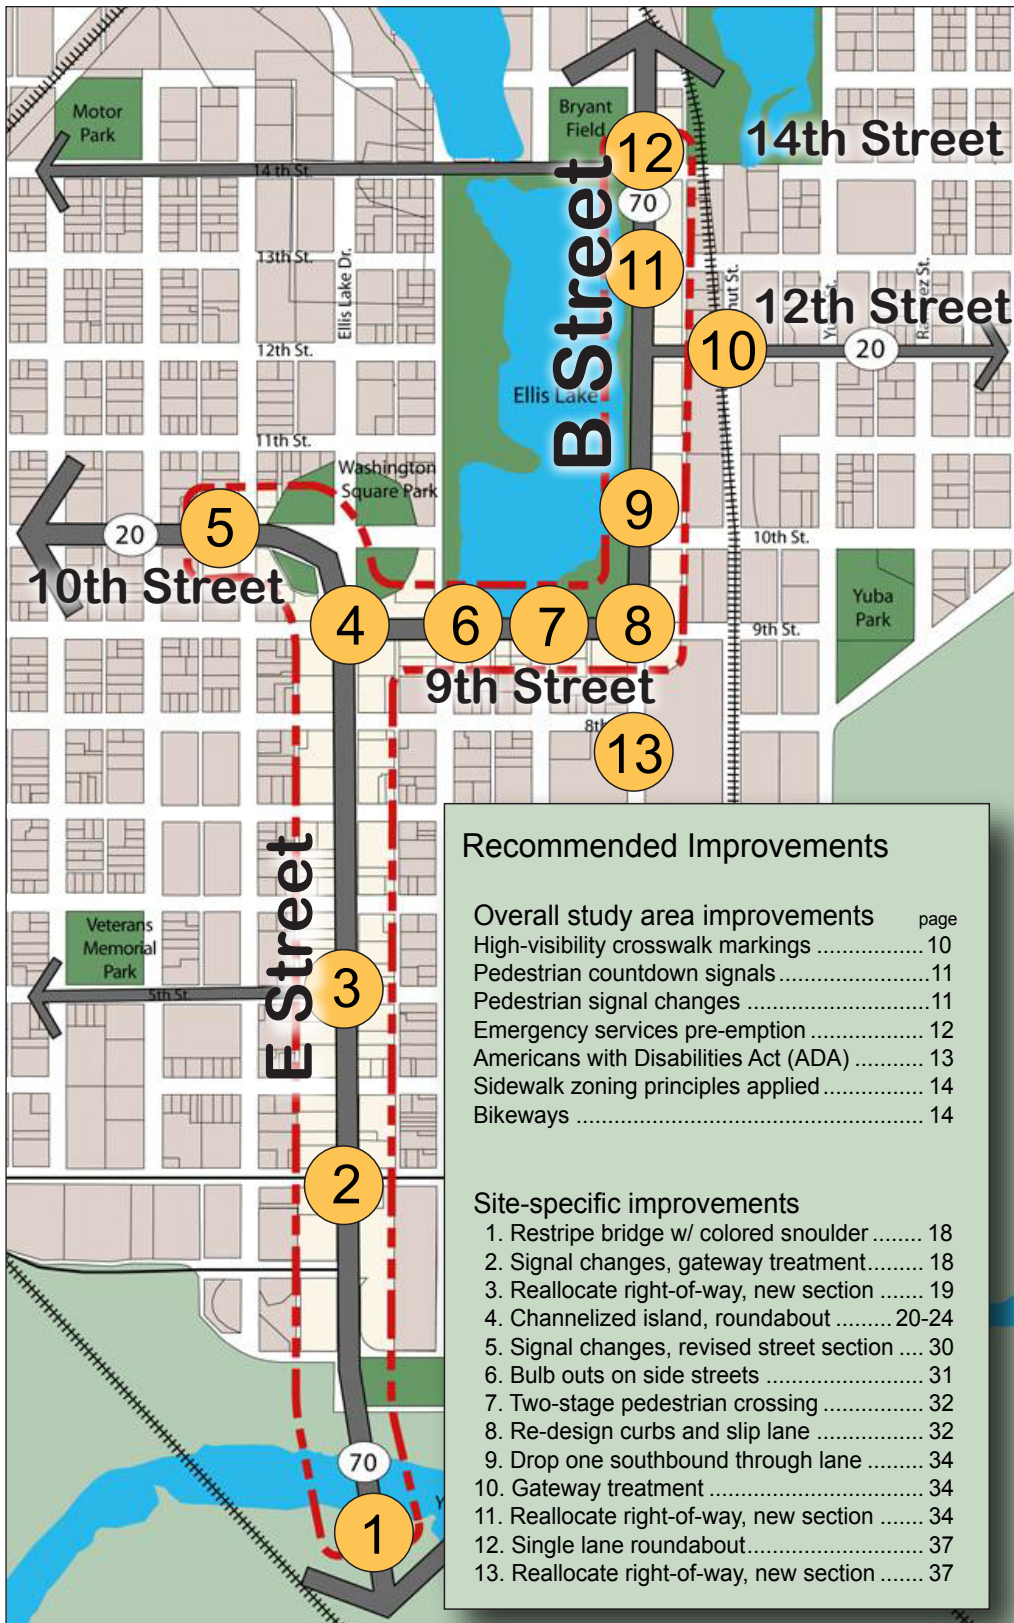 Motor
Park
Bryant
Field
12
14th Street
14 th St.
B Street
70
13th St.
Ellis Lake Dr.
11
12th Street
12th St.
10
20
Ellis Lake
11th St.
Washington
Square Park
9
5
20
10th St.
10th Street
4
6
7
8
Yuba
Park
9th St.
9th Street
8th
13
E Street
Veterans
Memorial
Park
3
5th St.
2
70
1
Y
Recommended Improvements
Overall study area improvements page
High-visibility crosswalk markings ................. 10
Pedestrian countdown signals ....................... 11
Pedestrian signal changes ............................ 11
Emergency services pre-emption .................. 12
Americans with Disabilities Act (ADA) ........... 13
Sidewalk zoning principles applied ................ 14
Bikeways ....................................................... 14
Site-specific improvements
1. Restripe bridge w/ colored snoulder ........ 18
2. Signal changes, gateway treatment ......... 18
3. Reallocate right-of-way, new section ....... 19
4. Channelized island, roundabout ......... 20-24
5. Signal changes, revised street section .... 30
6. Bulb outs on side streets ......................... 31
7. Two-stage pedestrian crossing ................ 32
8. Re-design curbs and slip lane ................. 32
9. Drop one southbound through lane ......... 34
10. Gateway treatment .................................. 34
11. Reallocate right-of-way, new section ....... 34
12. Single lane roundabout ............................ 37
13. Reallocate right-of-way, new section ....... 37